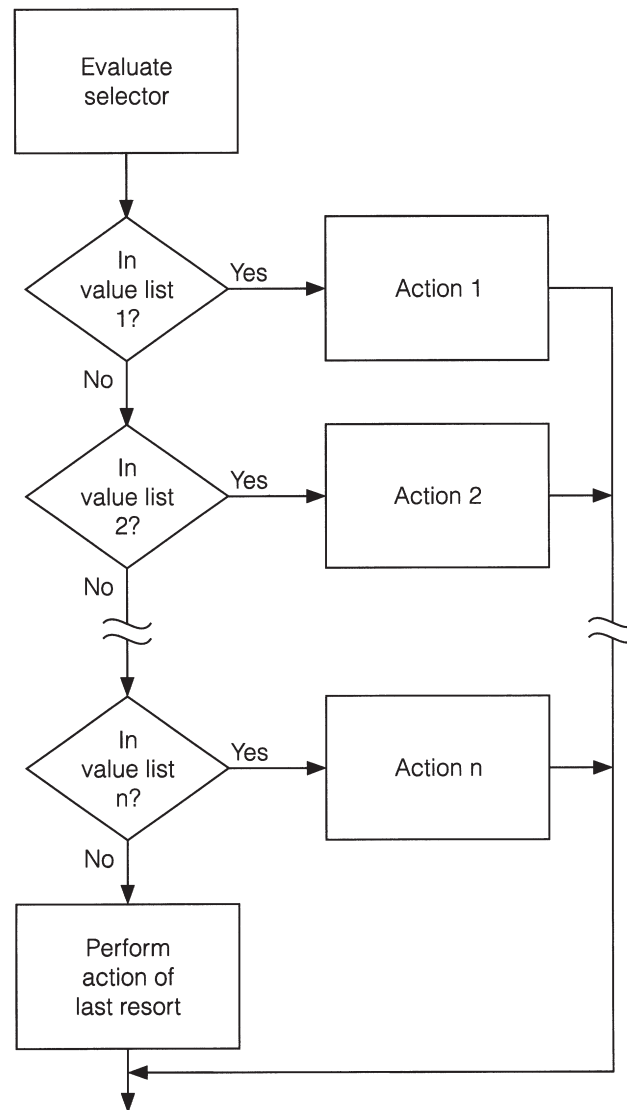 Evaluate
selector
In
value list
1?
Yes
Action 1
No
In
value list
2?
Yes
Action 2
No
In
value list
n?
Yes
Action n
No
Perform
action of
last resort